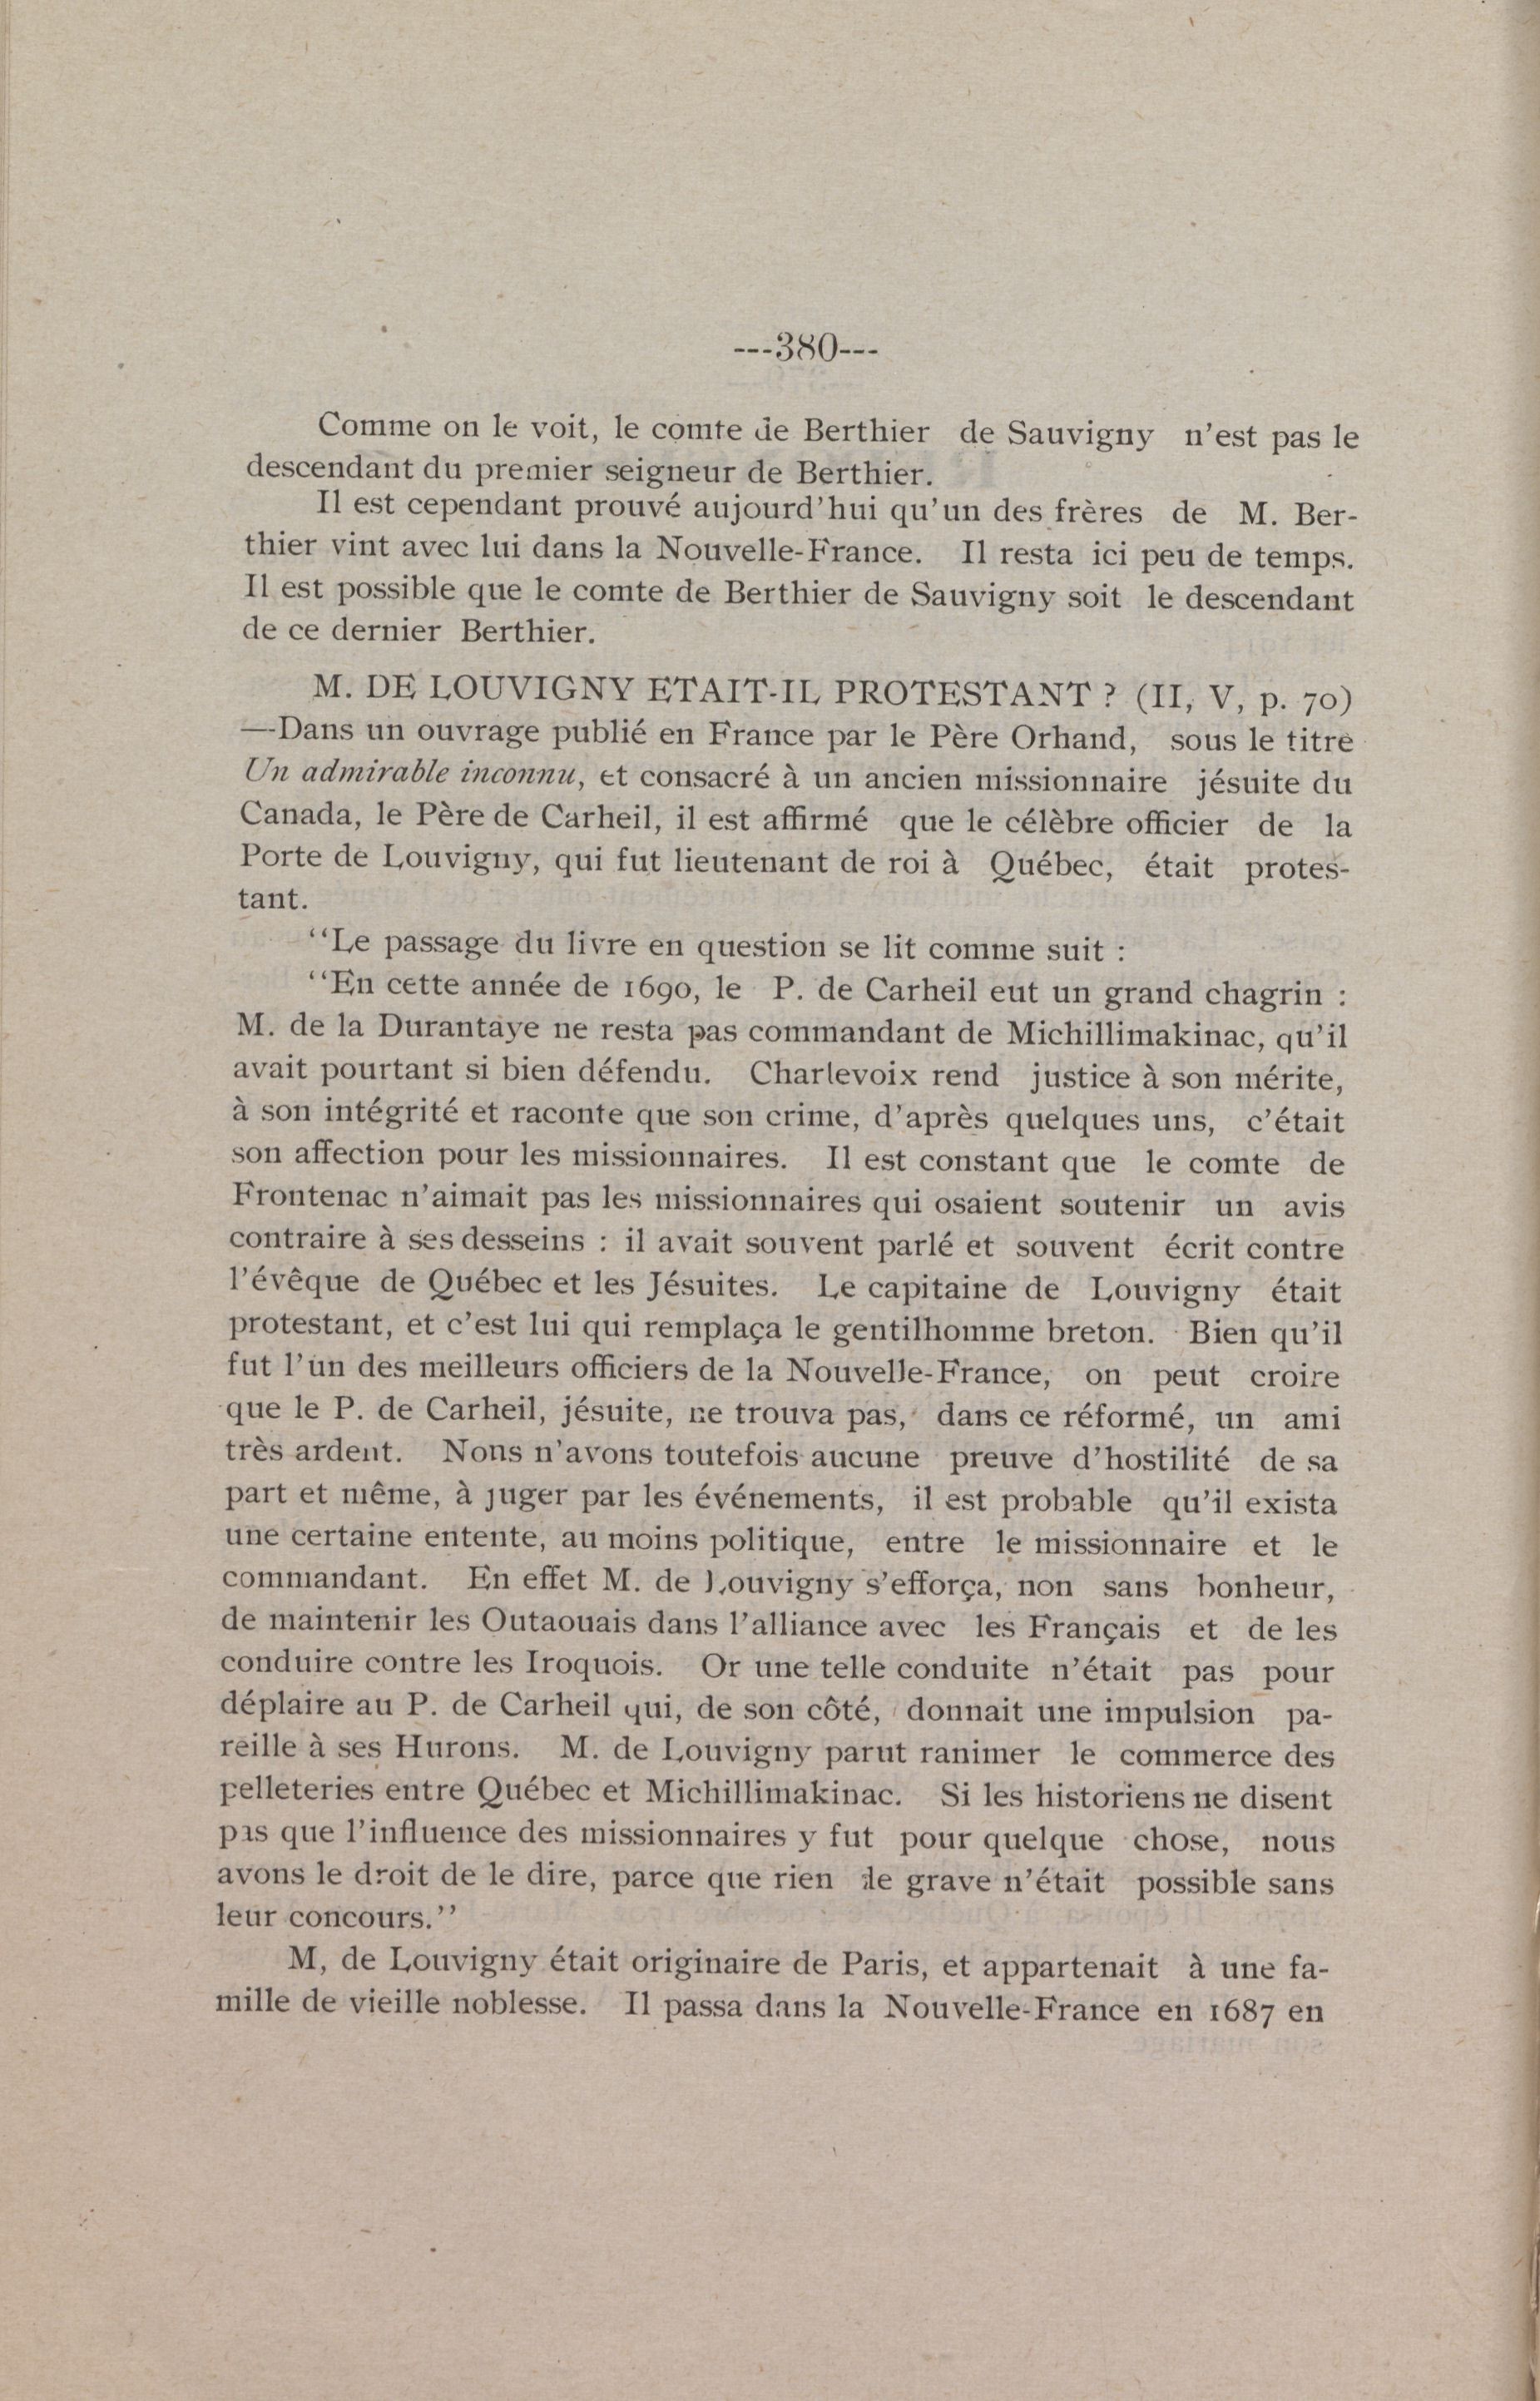 ---380---
Comme on le voit, le comte de Berthier de Sauvigny n'est pas le
descendant du premier seigneur de Berthier.
Il est cependant prouvé aujourd'hui qu'un des frères de M. Ber-
thier vint avec lui dans la Nouvelle-France. Il resta ici peu de temps.
Il est possible que le comte de Berthier de Sauvigny soit le descendant
de ce dernier Berthier.
M. DE LOUVIGNY ETAIT-IL PROTESTANT ? (II, V, p. 70)
—Dans un ouvrage publié en France par le Père Orhand, sous le titre
Un admirable inconnu, et consacré à un ancien missionnaire jésuite du
Canada, le Père de Carheil, il est affirmé que le célèbre officier de la
Porte de Louvigny, qui fut lieutenant de roi à Québec, était protes-
tant.
"Le passage du livre en question se lit comme suit :
"En cette année de 1690, le P. de Carheil eut un grand chagrin :
M. de la Durantaye ne resta pas commandant de Michillimakinac, qu'il
avait pourtant si bien défendu. Charlevoix rend justice à son mérite,
à son intégrité et raconte que son crime, d'après quelques uns, c'était
son affection pour les missionnaires. Il est constant que le comte de
Frontenac n'aimait pas les missionnaires qui osaient soutenir un avis
contraire à ses desseins : il avait souvent parlé et souvent écrit contre
l'évêque de Québec et les Jésuites. Le capitaine de Louvigny était
protestant, et c'est lui qui remplaça le gentilhomme breton. Bien qu'il
fut l'un des meilleurs officiers de la Nouvelle-France, on peut croire
que le P. de Carheil, jésuite, ne trouva pas, dans ce réformé, un ami
très ardent. Nous n'avons toutefois aucune preuve d'hostilité de sa
part et même, à juger par les événements, il est probable qu'il exista
une certaine entente, au moins politique, entre le missionnaire et le
commandant. En effet M. de Louvigny s'efforça, non sans bonheur,
de maintenir les Outaouais dans l'alliance avec les Français et de les
conduire contre les Iroquois. Or une telle conduite n'était pas pour
déplaire au P. de Carheil qui, de son côté, donnait une impulsion pa-
reille à ses Hurons. M. de Louvigny parut ranimer le commerce des
pelleteries entre Québec et Michillimakinac. Si les historiens ne disent
pas que l'influence des missionnaires y fut pour quelque chose, nous
avons le droit de le dire, parce que rien de grave n'était possible sans
leur concours."
M, de Louvigny était originaire de Paris, et appartenait à une fa-
mille de vieille noblesse. Il passa dans la Nouvelle-France en 1687 en